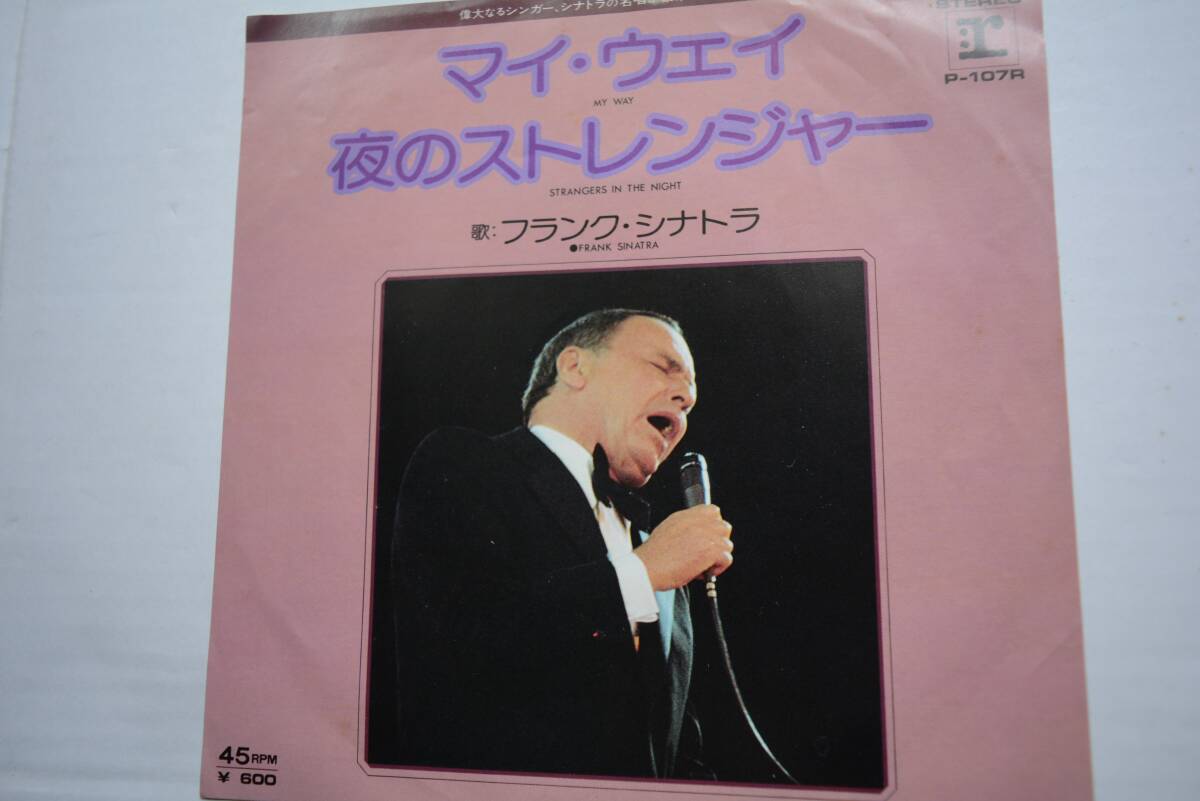 偉大なるシンガー、シナトラの
STEREO
r
P-107R
マイ・ウェイ
MY WAY
夜のストレンジャー
STRANGERS IN THE NIGHT
歌:フランク・シナトラ
●FRANK SINATRA
45RPM
¥ 600